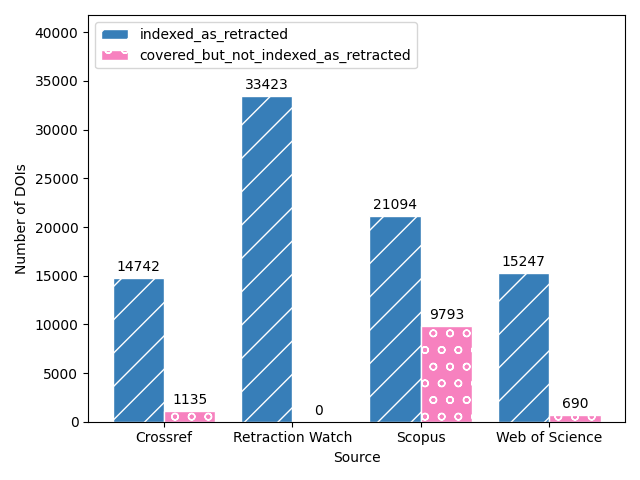 indexed_as_retracted
covered_but_not_indexed_as_retracted
Number of DOIs
40000
35000
30000
25000
20000
15000
10000
5000
0
14742
1135
33423
0
21094
9793
15247
690
Crossref
Retraction Watch
Scopus
Web of Science
Source